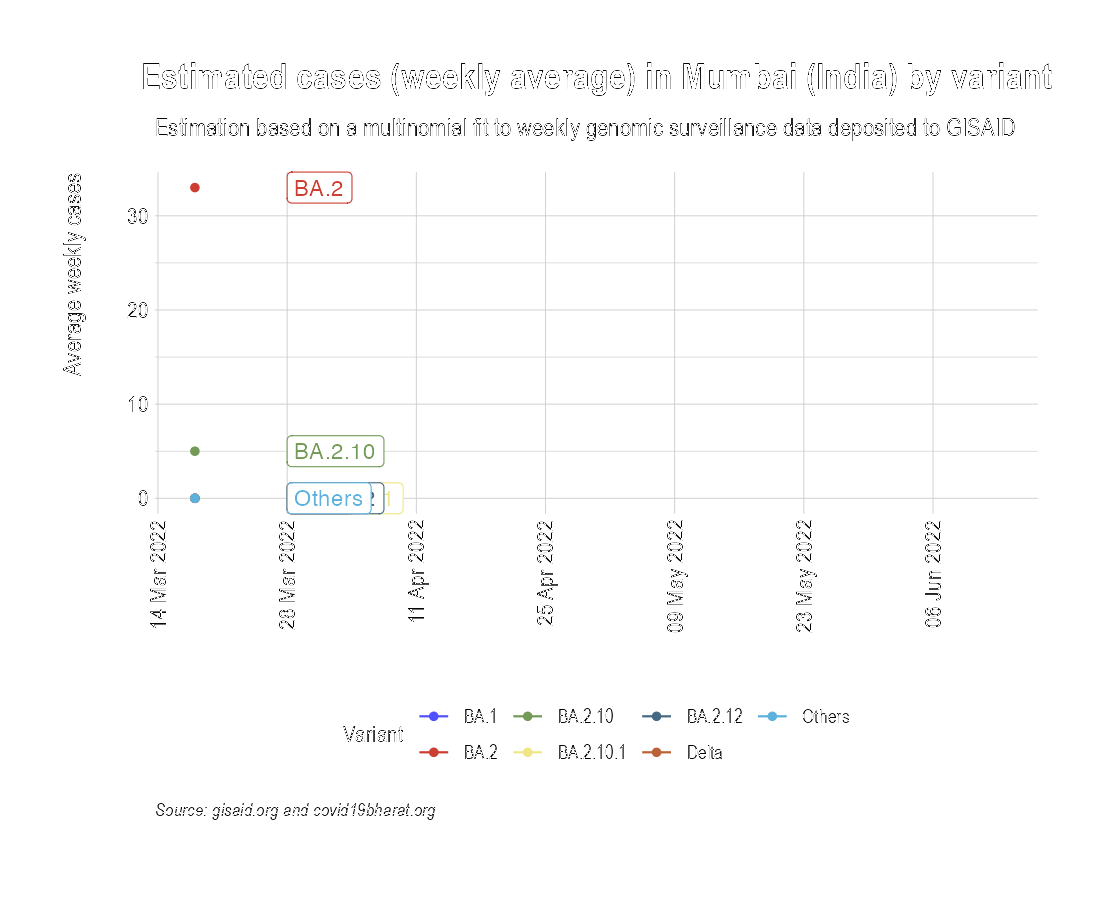 Estimated cases (weekly average) in Mumbai (India) by variant
Estimation based on a multinomial fit to weekly genomic surveillance data deposited to GISAID
Average weekly cases
30
20
10
0
BA.2
BA.2.10
Others 2 1
14 Mar 2022
28 Mar 2022
11 Apr 2022
25 Apr 2022
09 May 2022
23 May 2022
06 Jun 2022
Variant
BA.1 BA.2.10 BA.2.12 Others
BA.2 BA.2.10.1 Delta
Source: gisaid.org and covid19bharat.org